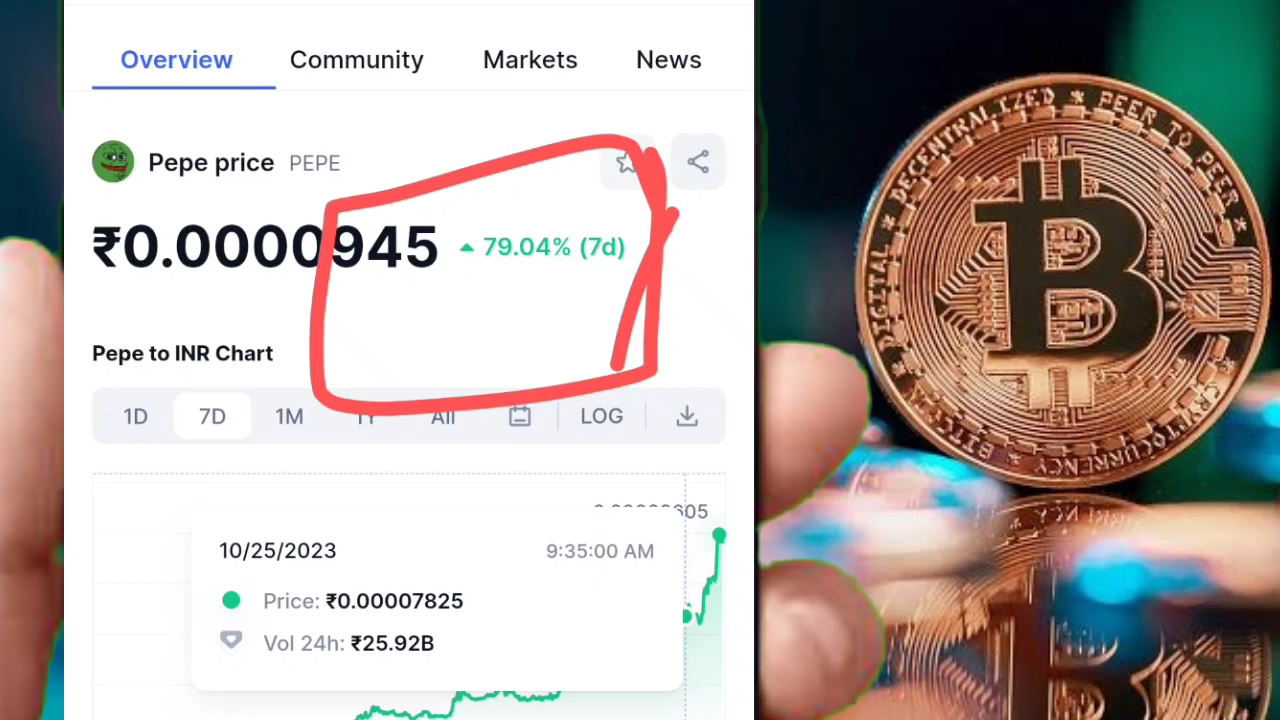 Overview Community Markets News
Pepe price PEPE
₹0.0000945 79.04% (7d)
Pepe to INR Chart
1D 7D 1M 1Y All LOG
10/25/2023 9:35:00 AM
Price: ₹0.00007825
Vol 24h: ₹25.92B
DIGITAL * DECENTRALIZED * PEER TO PEER *
BITCOIN * CRYPTOCURRENCY
B